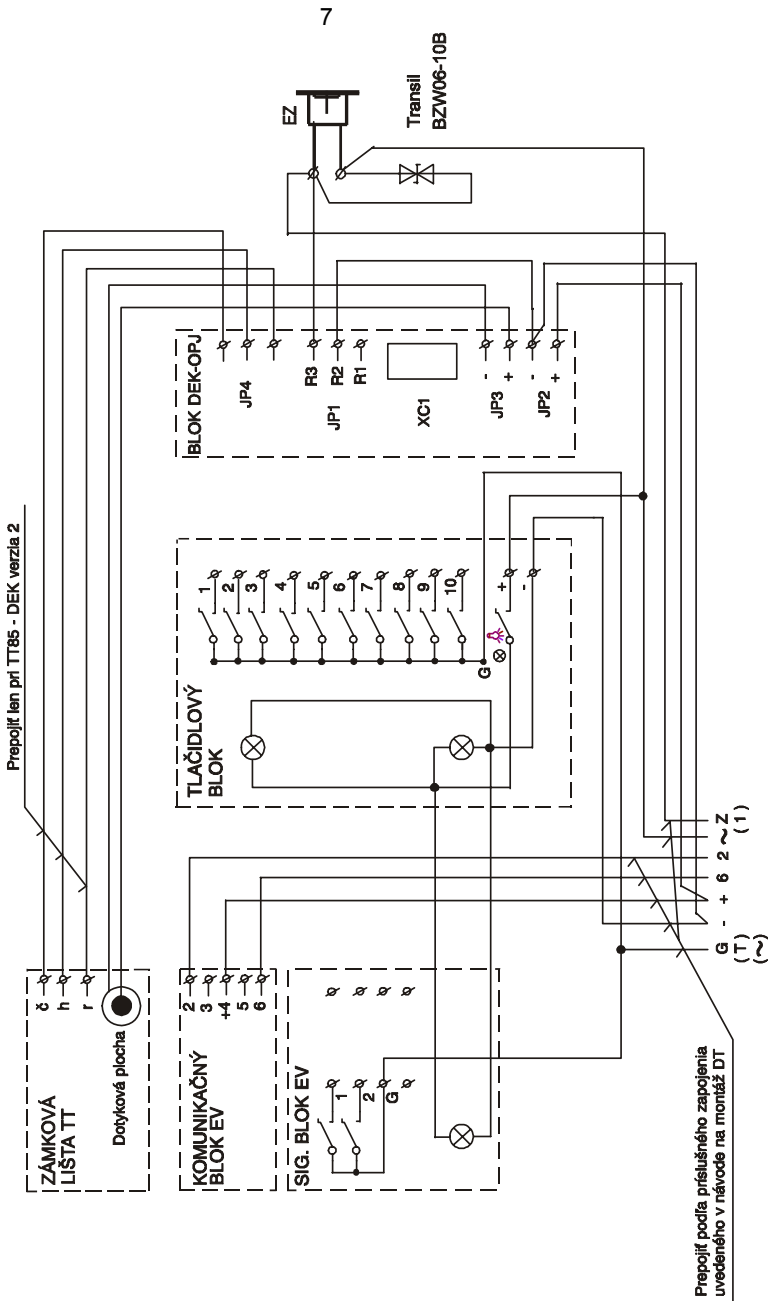 7
Prepojiť len pri TT85 - DEK verzia 2
ZÁMKOVÁ
LIŠTA TT
č
h
r
Dotyková plocha
KOMUNIKAČNÝ
BLOK EV
2
3
+4
5
6
SIG. BLOK EV
1
2
G
TLAČIDLOVÝ
BLOK
1
2
3
4
5
6
7
8
9
10
G
+
-
BLOK DEK-OPJ
JP4
R3
R2
R1
JP1
XC1
-
+
JP3
-
+
JP2
EZ
Transil
BZW06-10B
G - + 6 2 ~ Z
(T) (1)
(~)
Prepojiť podľa príslušného zapojenia
uvedeného v návode na montáž DT